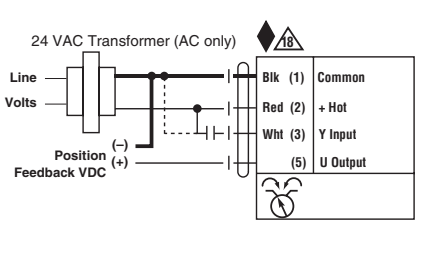 24 VAC Transformer (AC only)
18
Line
Volts
Blk (1) Common
Red (2) + Hot
Wht (3) Y Input
(5) U Output
Position
Feedback VDC
(–)
(+)